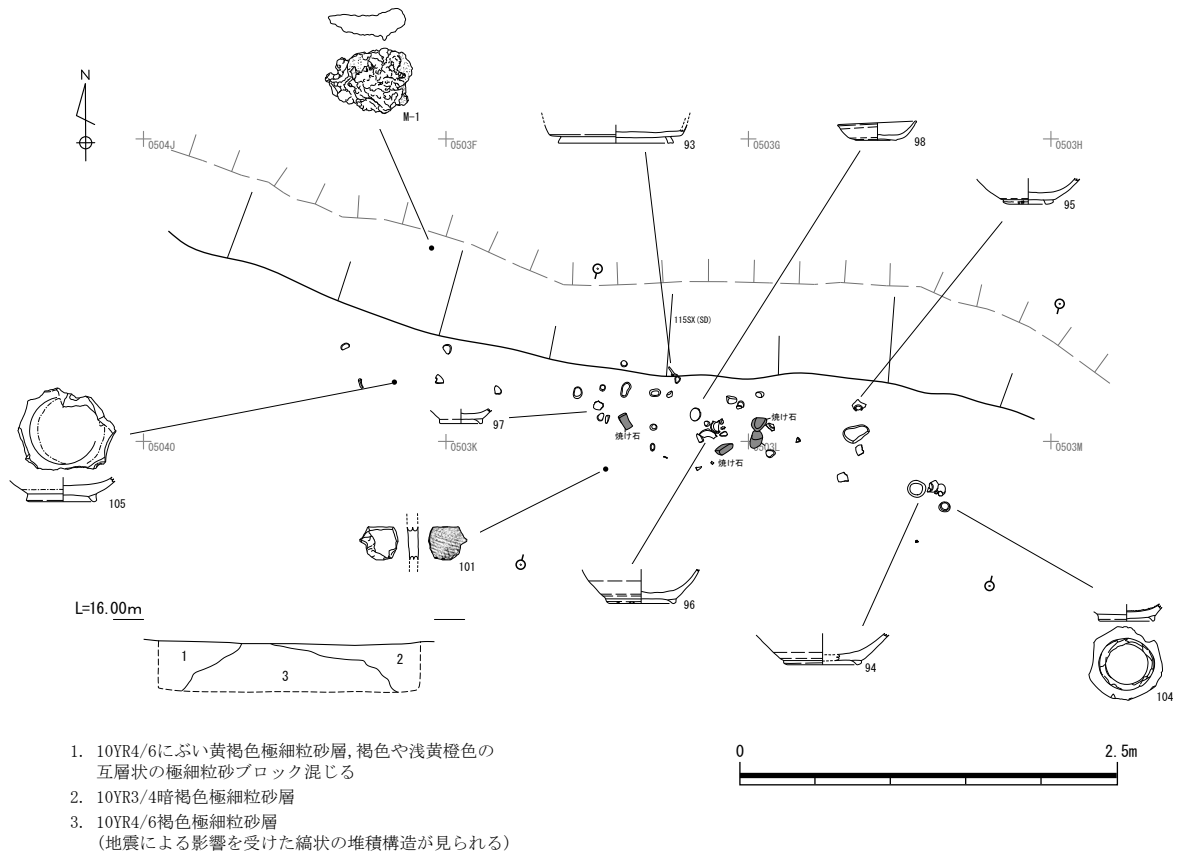 N
M-1
93
98
95
0504J
0503F
0503G
0503H
115SX(SD)
97
焼け石
焼け石
焼け石
05040
0503K
0503L
0503M
105
101
96
94
104
L=16.00m
1
2
3
1. 10YR4/6にぶい黄褐色極細粒砂層,褐色や浅黄橙色の
互層状の極細粒砂ブロック混じる
2. 10YR3/4暗褐色極細粒砂層
3. 10YR4/6褐色極細粒砂層
(地震による影響を受けた縞状の堆積構造が見られる)
0
2.5m